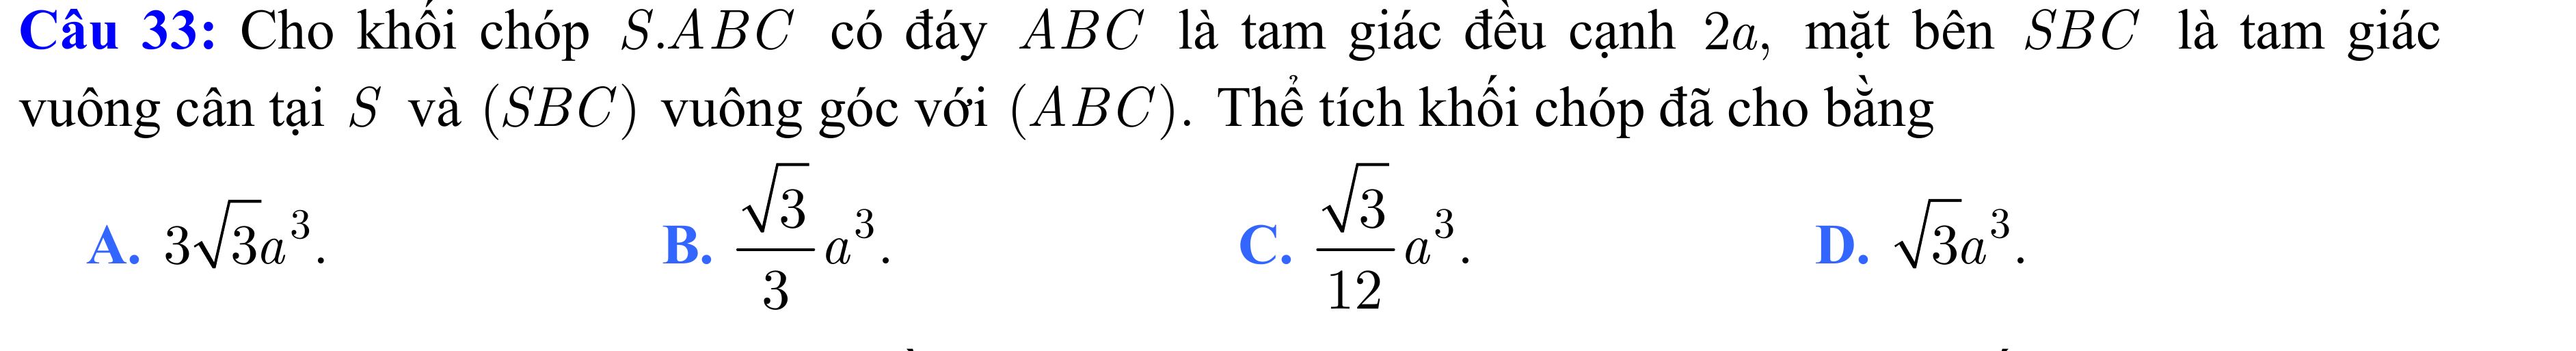 Câu 33: Cho khối chóp S.ABC có đáy ABC là tam giác đều cạnh 2a, mặt bên SBC là tam giác
vuông cân tại S và (SBC) vuông góc với (ABC). Thể tích khối chóp đã cho bằng
A. 3√3a³. B. √3/3 a³. C. √3/12 a³. D. √3a³.